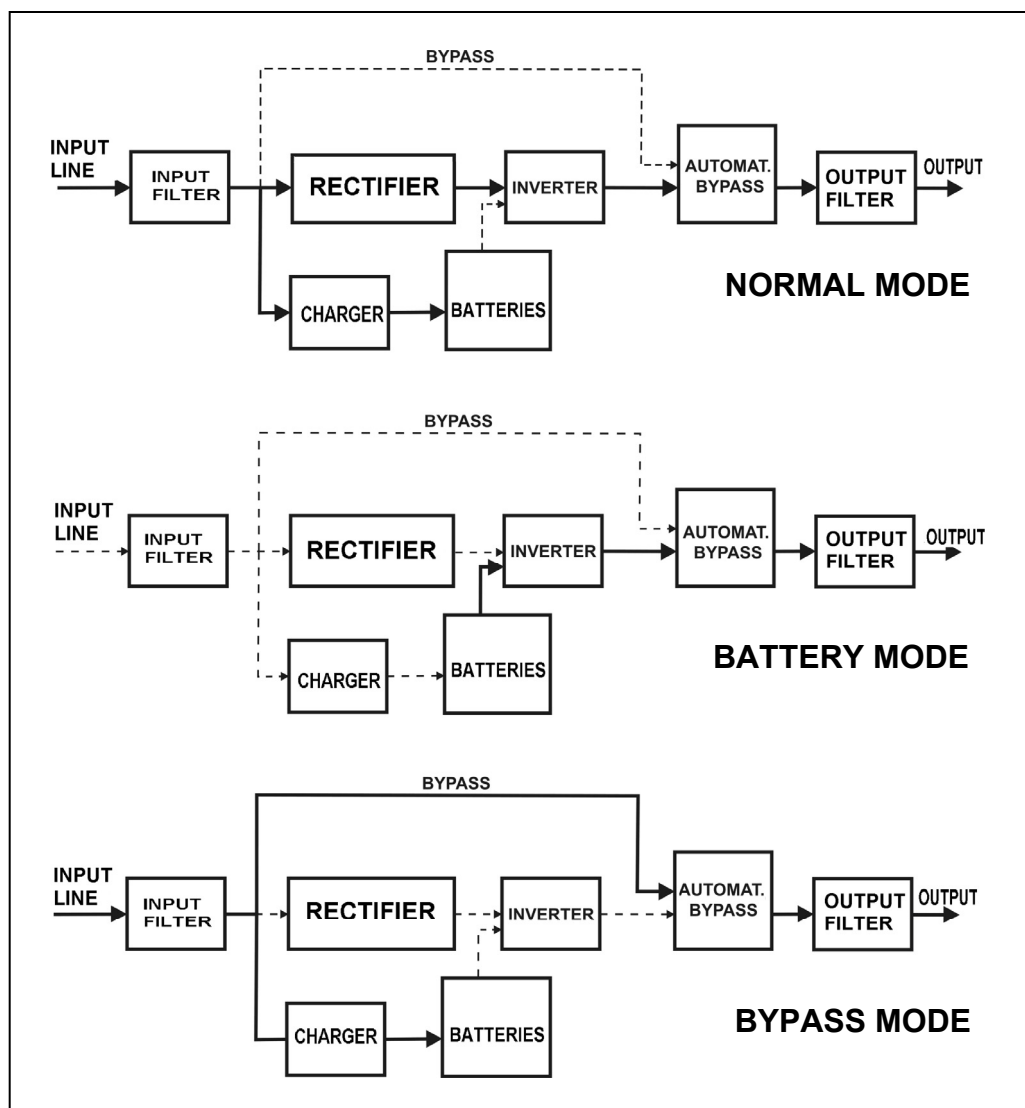 BYPASS
INPUT
LINE
INPUT
FILTER
RECTIFIER
INVERTER
AUTOMAT.
BYPASS
OUTPUT
FILTER
OUTPUT
CHARGER
BATTERIES
NORMAL MODE
BYPASS
INPUT
LINE
INPUT
FILTER
RECTIFIER
INVERTER
AUTOMAT.
BYPASS
OUTPUT
FILTER
OUTPUT
CHARGER
BATTERIES
BATTERY MODE
BYPASS
INPUT
LINE
INPUT
FILTER
RECTIFIER
INVERTER
AUTOMAT.
BYPASS
OUTPUT
FILTER
OUTPUT
CHARGER
BATTERIES
BYPASS MODE